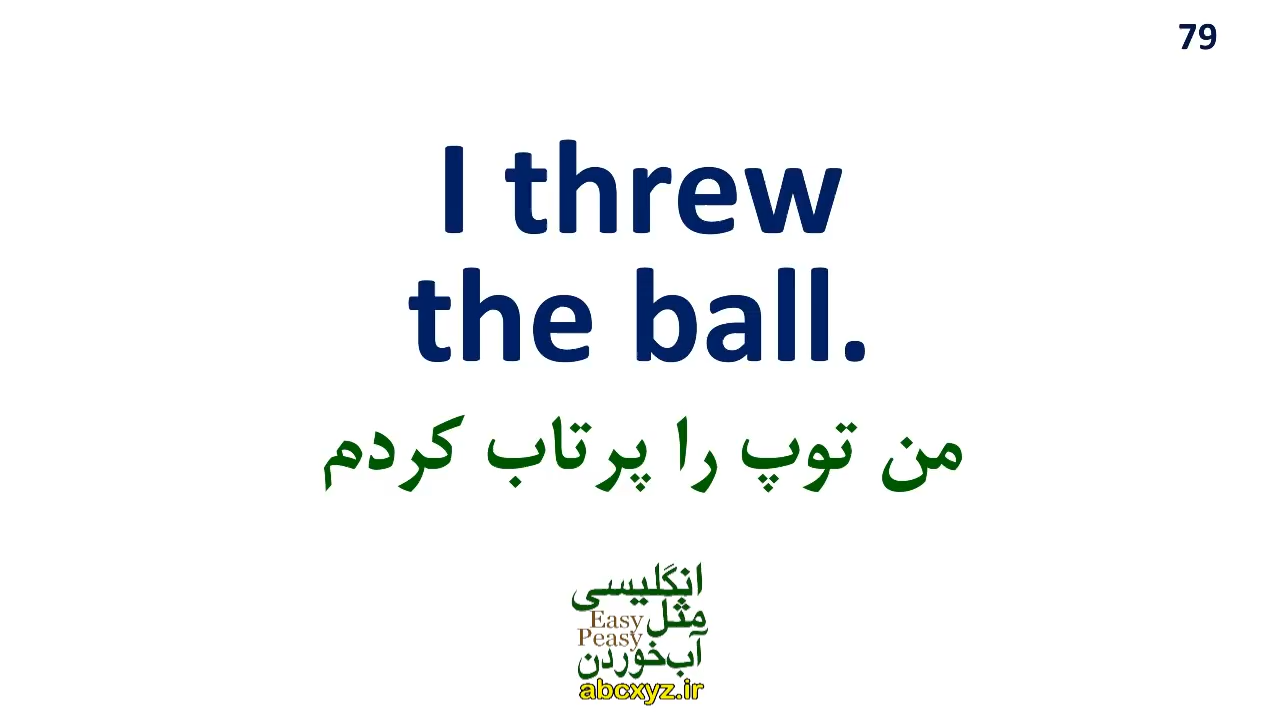 79
I threw
the ball.
من توپ را پرتاب کردم
انگلیسی
مثل
Easy
Peasy
آب‌خوردن
abcxyz.ir